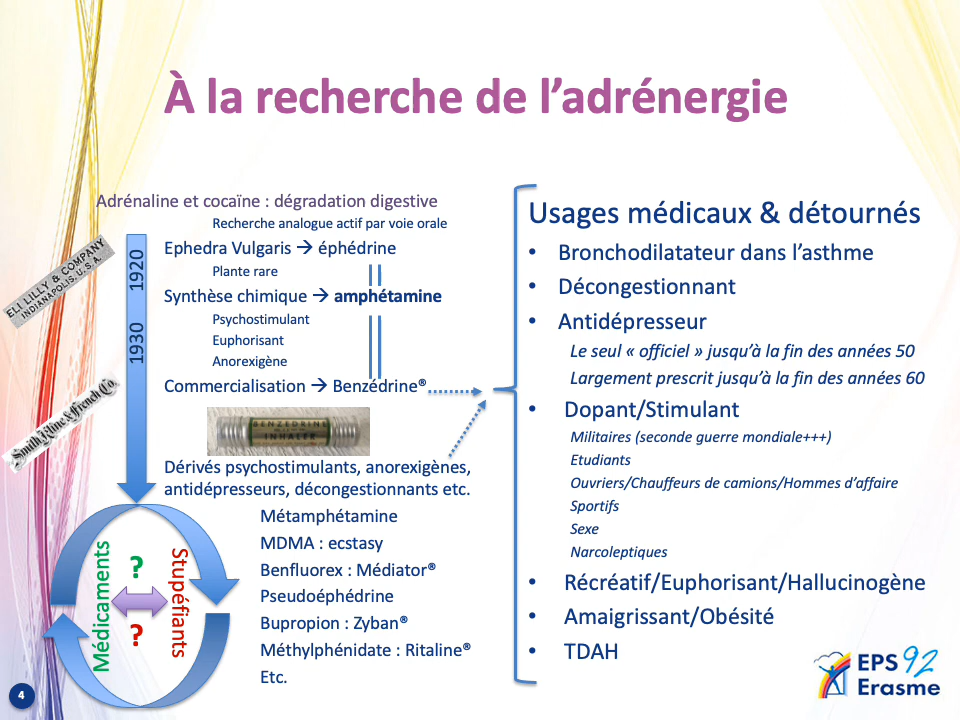 À la recherche de l’adrénergie
Adrénaline et cocaïne : dégradation digestive
Recherche analogue actif par voie orale
Ephedra Vulgaris → éphédrine
Plante rare
Synthèse chimique → amphétamine
Psychostimulant
Euphorisant
Anorexigène
Commercialisation → Benzédrine®
1920
1930
ELI LILLY & COMPANY
INDIANAPOLIS, U.S.A.
Smith Kline & French Co.
BENZEDRINE
INHALER
Dérivés psychostimulants, anorexigènes,
antidépresseurs, décongestionnants etc.
Métamphétamine
MDMA : ecstasy
Benfluorex : Médiator®
Pseudoéphédrine
Bupropion : Zyban®
Méthylphénidate : Ritaline®
Etc.
Médicaments
?
?
Stupéfiants
Usages médicaux & détournés
• Bronchodilatateur dans l’asthme
• Décongestionnant
• Antidépresseur
Le seul « officiel » jusqu’à la fin des années 50
Largement prescrit jusqu’à la fin des années 60
• Dopant/Stimulant
Militaires (seconde guerre mondiale+++)
Etudiants
Ouvriers/Chauffeurs de camions/Hommes d’affaire
Sportifs
Sexe
Narcoleptiques
• Récréatif/Euphorisant/Hallucinogène
• Amaigrissant/Obésité
• TDAH
EPS 92
Erasme
4